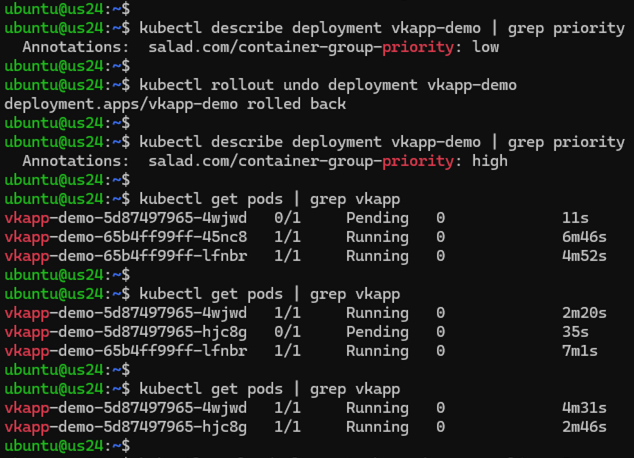 ubuntu@us24:~$
ubuntu@us24:~$ kubectl describe deployment vkapp-demo | grep priority
  Annotations:  salad.com/container-group-priority: low
ubuntu@us24:~$
ubuntu@us24:~$ kubectl rollout undo deployment vkapp-demo
deployment.apps/vkapp-demo rolled back
ubuntu@us24:~$
ubuntu@us24:~$ kubectl describe deployment vkapp-demo | grep priority
  Annotations:  salad.com/container-group-priority: high
ubuntu@us24:~$
ubuntu@us24:~$ kubectl get pods | grep vkapp
vkapp-demo-5d87497965-4wjwd   0/1     Pending   0             11s
vkapp-demo-65b4ff99ff-45nc8   1/1     Running   0             6m46s
vkapp-demo-65b4ff99ff-lfnbr   1/1     Running   0             4m52s
ubuntu@us24:~$
ubuntu@us24:~$ kubectl get pods | grep vkapp
vkapp-demo-5d87497965-4wjwd   1/1     Running   0             2m20s
vkapp-demo-5d87497965-hjc8g   0/1     Pending   0             35s
vkapp-demo-65b4ff99ff-lfnbr   1/1     Running   0             7m1s
ubuntu@us24:~$
ubuntu@us24:~$ kubectl get pods | grep vkapp
vkapp-demo-5d87497965-4wjwd   1/1     Running   0             4m31s
vkapp-demo-5d87497965-hjc8g   1/1     Running   0             2m46s
ubuntu@us24:~$